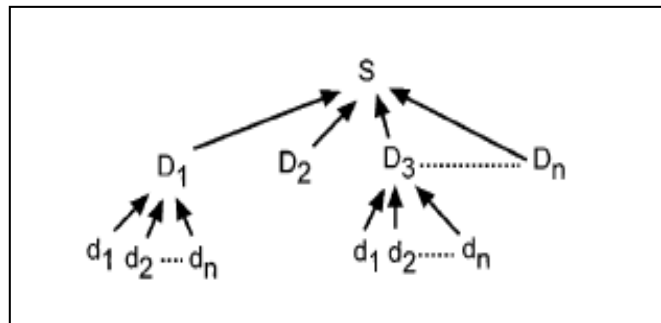 S
D₁ D₂ D₃ ........ Dₙ
d₁ d₂ .... dₙ d₁ d₂ ...... dₙ